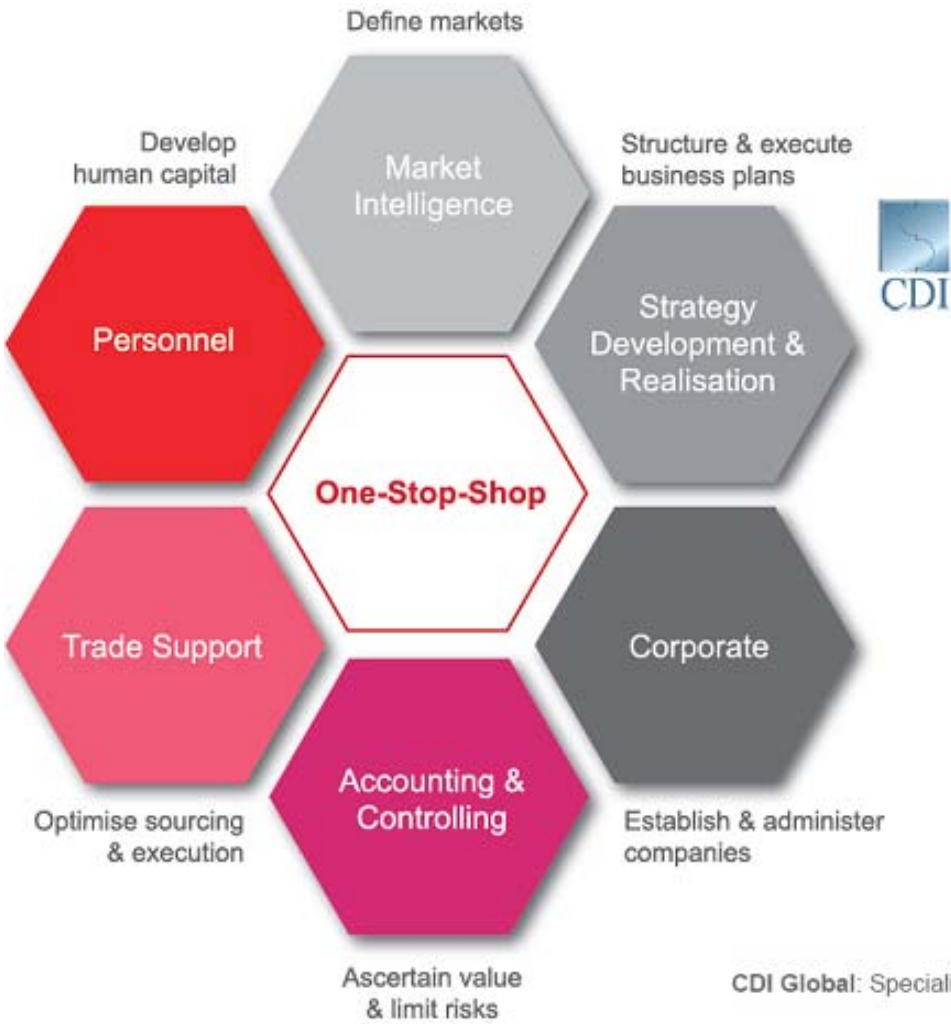 Define markets
Market
Intelligence
Develop
human capital
Personnel
Structure & execute
business plans
Strategy
Development &
Realisation
CDI
One-Stop-Shop
Trade Support
Optimise sourcing
& execution
Corporate
Establish & administer
companies
Accounting &
Controlling
Ascertain value
& limit risks
CDI Global: Speciali